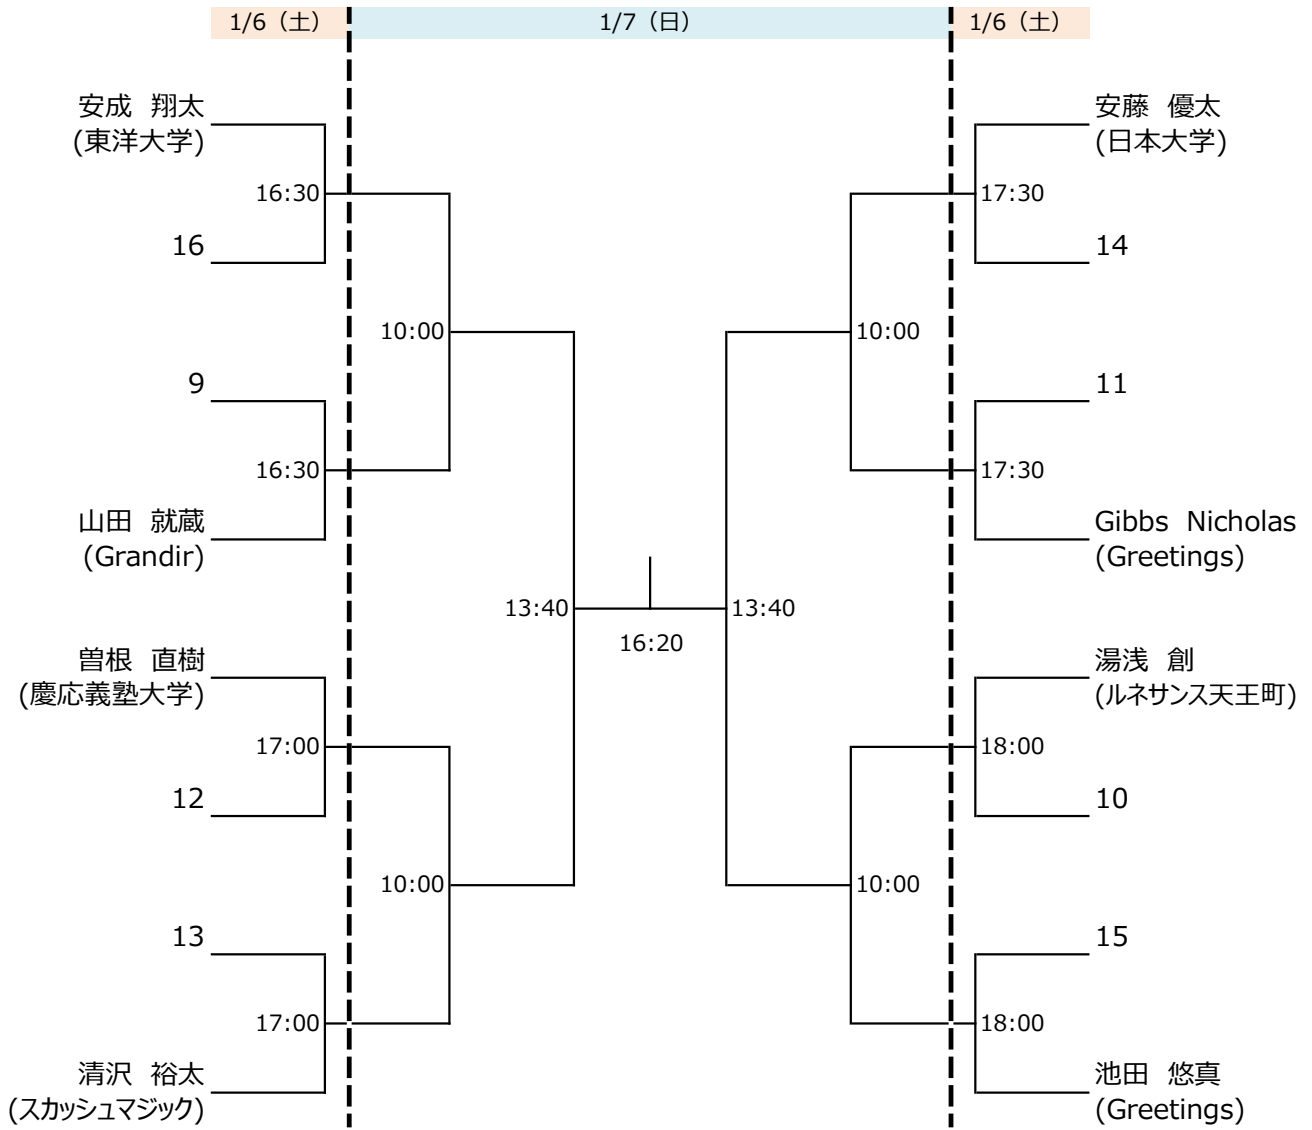 1/6（土）
1/7（日）
1/6（土）
安成 翔太
(東洋大学)
16:30
16
10:00
9
16:30
山田 就蔵
(Grandir)
13:40
曽根 直樹
(慶応義塾大学)
17:00
12
10:00
13
17:00
清沢 裕太
(スカッシュマジック)
16:20
安藤 優太
(日本大学)
17:30
14
10:00
11
17:30
Gibbs Nicholas
(Greetings)
13:40
湯浅 創
(ルネサンス天王町)
18:00
10
10:00
15
18:00
池田 悠真
(Greetings)